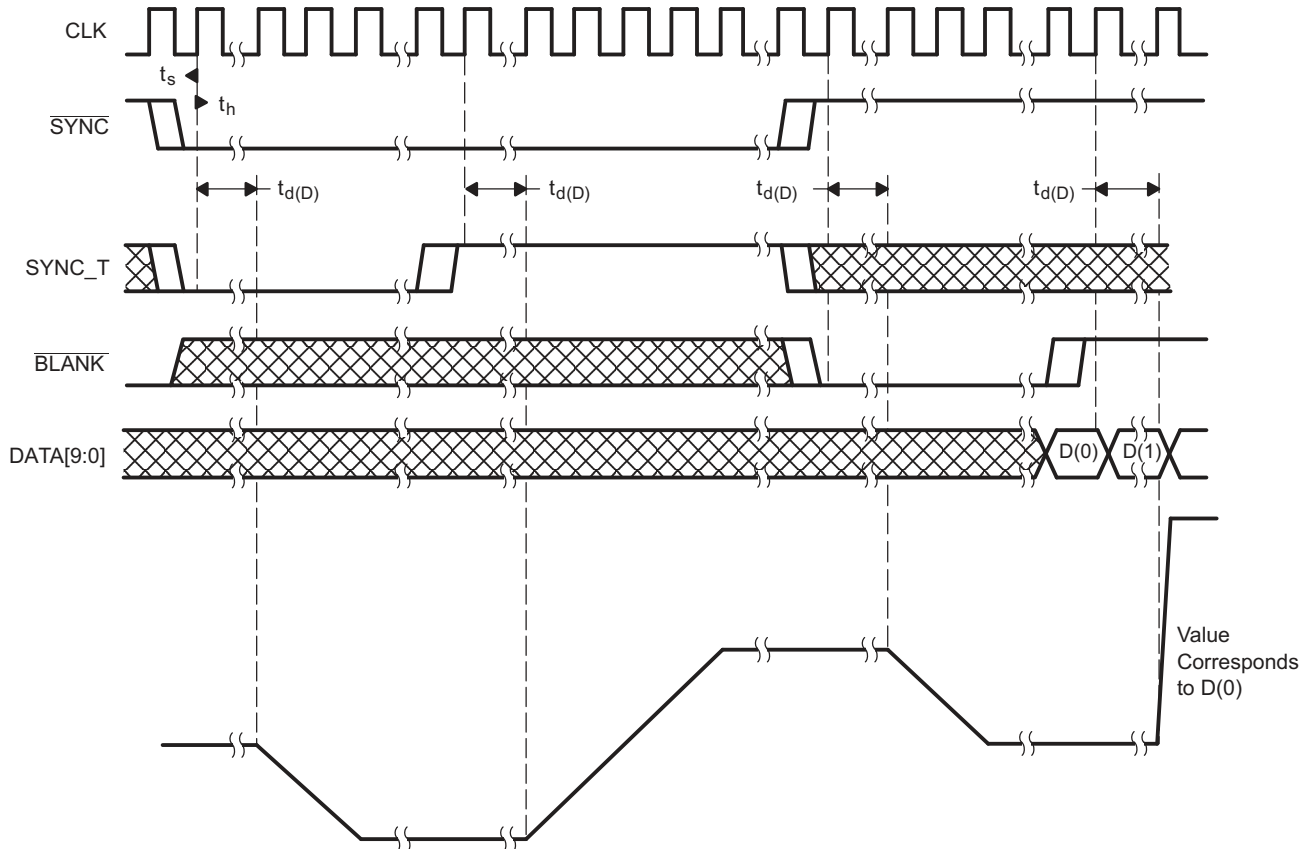 CLK
ts
th
SYNC
td(D) td(D) td(D) td(D)
SYNC_T
BLANK
DATA[9:0]
D(0) D(1)
Value
Corresponds
to D(0)